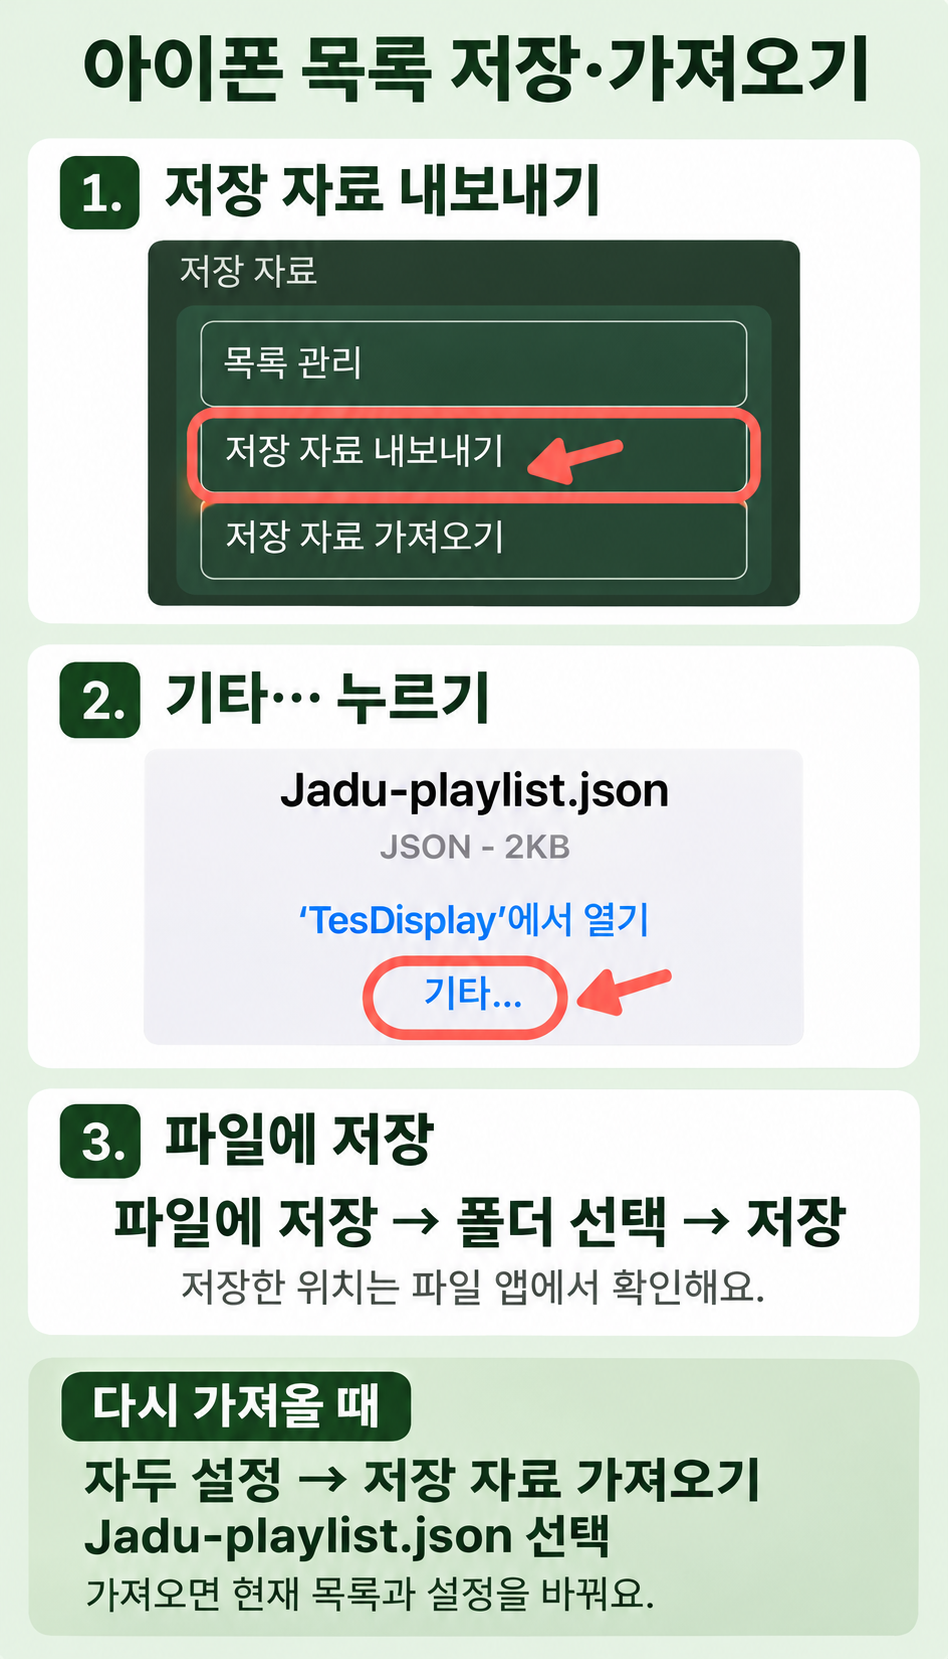 아이폰 목록 저장·가져오기
1. 저장 자료 내보내기
저장 자료
목록 관리
저장 자료 내보내기
저장 자료 가져오기
2. 기타… 누르기
Jadu-playlist.json
JSON - 2KB
‘TesDisplay’에서 열기
기타...
3. 파일에 저장
파일에 저장 → 폴더 선택 → 저장
저장한 위치는 파일 앱에서 확인해요.
다시 가져올 때
자두 설정 → 저장 자료 가져오기
Jadu-playlist.json 선택
가져오면 현재 목록과 설정을 바꿔요.